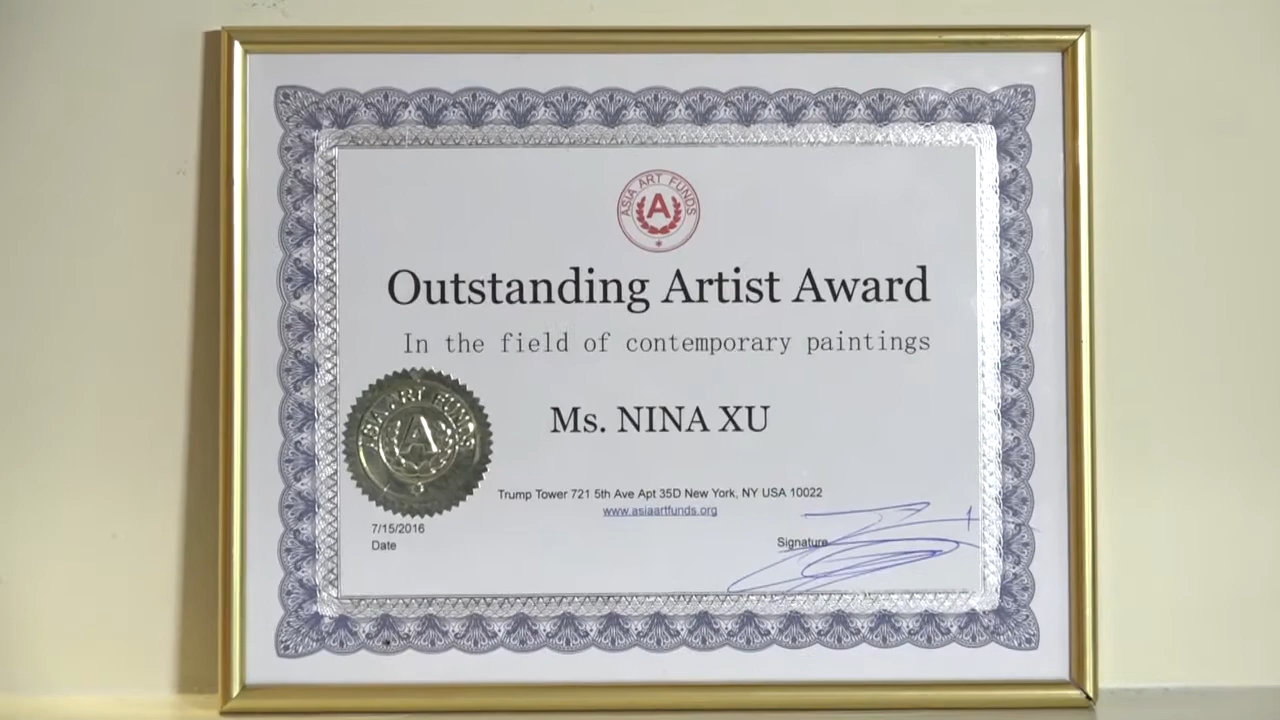 ASIA ART FUNDS
A
Outstanding Artist Award
In the field of contemporary paintings
Ms. NINA XU
ASIA ART FUNDS
A
Trump Tower 721 5th Ave Apt 35D New York, NY USA 10022
www.asiaartfunds.org
7/15/2016
Date
Signature